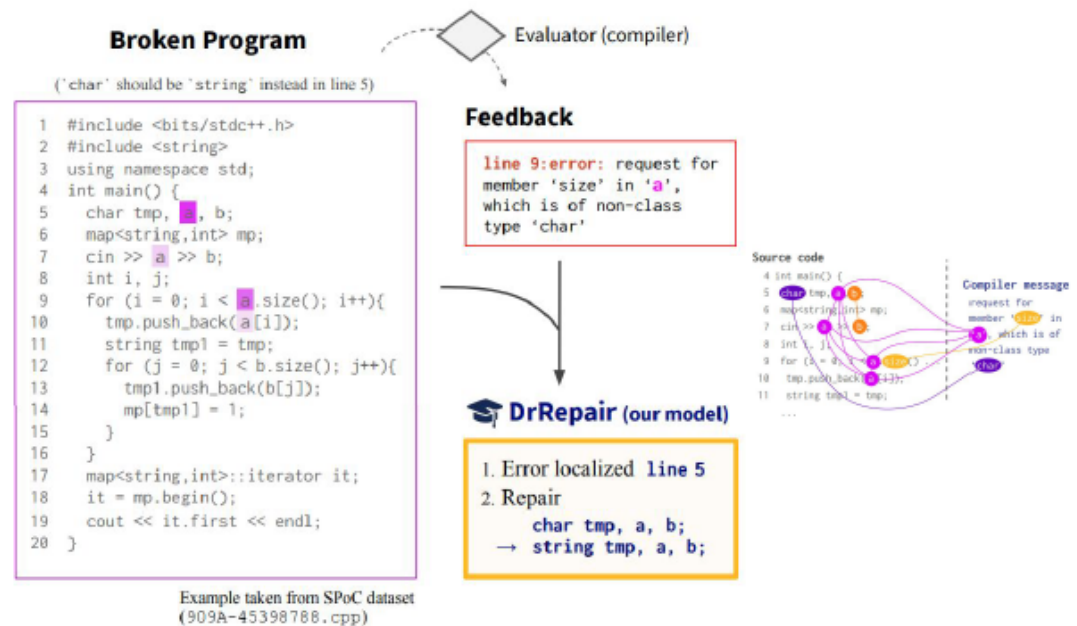 Broken Program
(`char` should be `string` instead in line 5)
1 #include <bits/stdc++.h>
2 #include <string>
3 using namespace std;
4 int main() {
5 char tmp, a, b;
6 map<string,int> mp;
7 cin >> a >> b;
8 int i, j;
9 for (i = 0; i < a.size(); i++){
10 tmp.push_back(a[i]);
11 string tmp1 = tmp;
12 for (j = 0; j < b.size(); j++){
13 tmp1.push_back(b[j]);
14 mp[tmp1] = 1;
15 }
16 }
17 map<string,int>::iterator it;
18 it = mp.begin();
19 cout << it.first << endl;
20 }
Example taken from SPoC dataset
(909A-45398788.cpp)
Evaluator (compiler)
Feedback
line 9:error: request for
member ‘size’ in ‘a’,
which is of non-class
type ‘char’
DrRepair (our model)
1. Error localized line 5
2. Repair
char tmp, a, b;
→ string tmp, a, b;
Source code
4 int main() {
5 char tmp, a b
6 map<string,int> mp;
7 cin >> a >> b;
8 int i, j;
9 for (i = 0; i < a size()
10 tmp.push_back(a[i]);
11 string tmp1 = tmp;
...
Compiler message
request for
member ‘size’ in
‘a’, which is of
non-class type
‘char’